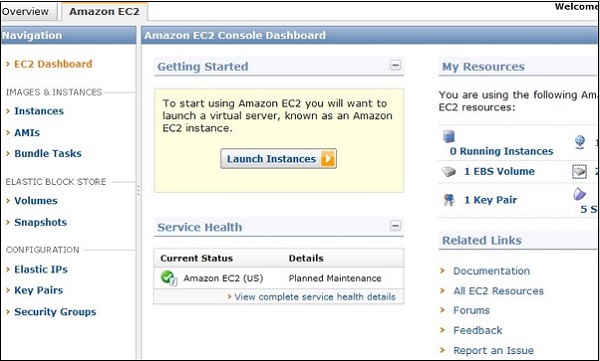 Overview
Amazon EC2
Welcome
Navigation
EC2 Dashboard
IMAGES & INSTANCES
Instances
AMIs
Bundle Tasks
ELASTIC BLOCK STORE
Volumes
Snapshots
CONFIGURATION
Elastic IPs
Key Pairs
Security Groups
Amazon EC2 Console Dashboard
Getting Started
To start using Amazon EC2 you will want to
launch a virtual server, known as an Amazon
EC2 instance.
Launch Instances
Service Health
Current Status Details
Amazon EC2 (US) Planned Maintenance
View complete service health details
My Resources
You are using the following Ama
EC2 resources:
0 Running Instances
1 EBS Volume
1 Key Pair
5 S
Related Links
Documentation
All EC2 Resources
Forums
Feedback
Report an Issue